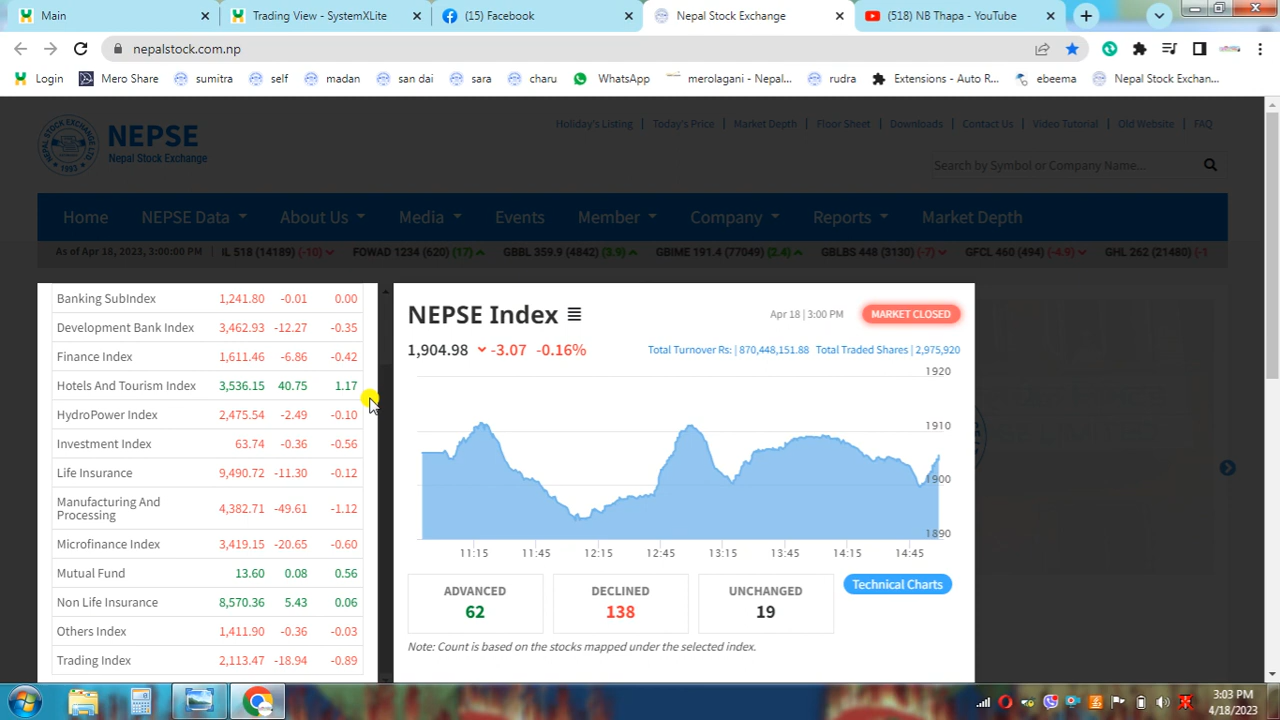 Main
Trading View - SystemXLite
(15) Facebook
Nepal Stock Exchange
(518) NB Thapa - YouTube
nepalstock.com.np
Login Mero Share sumitra self madan san dai sara charu WhatsApp merolagani - Nepal... rudra Extensions - Auto R... ebeema Nepal Stock Exchan...
NEPSE
Nepal Stock Exchange
1993
Holiday's Listing | Today's Price | Market Depth | Floor Sheet | Downloads | Contact Us | Video Tutorial | Old Website | FAQ
Search by Symbol or Company Name...
Home NEPSE Data About Us Media Events Member Company Reports Market Depth
As of Apr 18, 2023, 3:00:00 PM | IL 518 (14189) (-10) FOWAD 1234 (620) (17) GBBL 359.9 (4842) (3.9) GBIME 191.4 (77049) (2.4) GBLBS 448 (3130) (-7) GFCL 460 (494) (-4.9) GHL 262 (21480) (-1
Banking SubIndex 1,241.80 -0.01 0.00
Development Bank Index 3,462.93 -12.27 -0.35
Finance Index 1,611.46 -6.86 -0.42
Hotels And Tourism Index 3,536.15 40.75 1.17
HydroPower Index 2,475.54 -2.49 -0.10
Investment Index 63.74 -0.36 -0.56
Life Insurance 9,490.72 -11.30 -0.12
Manufacturing And
Processing 4,382.71 -49.61 -1.12
Microfinance Index 3,419.15 -20.65 -0.60
Mutual Fund 13.60 0.08 0.56
Non Life Insurance 8,570.36 5.43 0.06
Others Index 1,411.90 -0.36 -0.03
Trading Index 2,113.47 -18.94 -0.89
NEPSE Index
Apr 18 | 3:00 PM MARKET CLOSED
1,904.98 -3.07 -0.16%
Total Turnover Rs: | 870,448,151.88 Total Traded Shares | 2,975,920
1920
1910
1900
1890
11:15 11:45 12:15 12:45 13:15 13:45 14:15 14:45
ADVANCED
62
DECLINED
138
UNCHANGED
19
Technical Charts
Note: Count is based on the stocks mapped under the selected index.
3:03 PM
4/18/2023